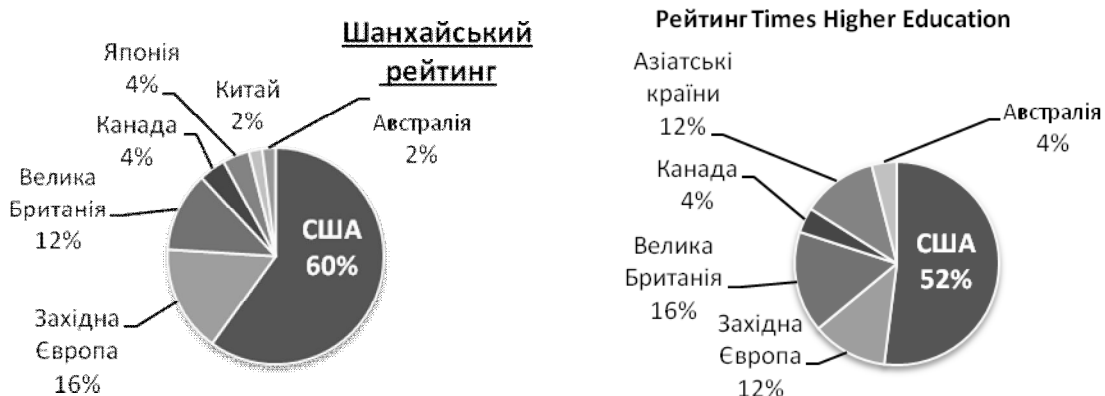 Шанхайський
рейтинг
Японія
4%
Китай
2%
Австралія
2%
Канада
4%
Велика
Британія
12%
Західна
Європа
16%
США
60%
Рейтинг Times Higher Education
Азіатські
країни
12%
Австралія
4%
Канада
4%
Велика
Британія
16%
Західна
Європа
12%
США
52%